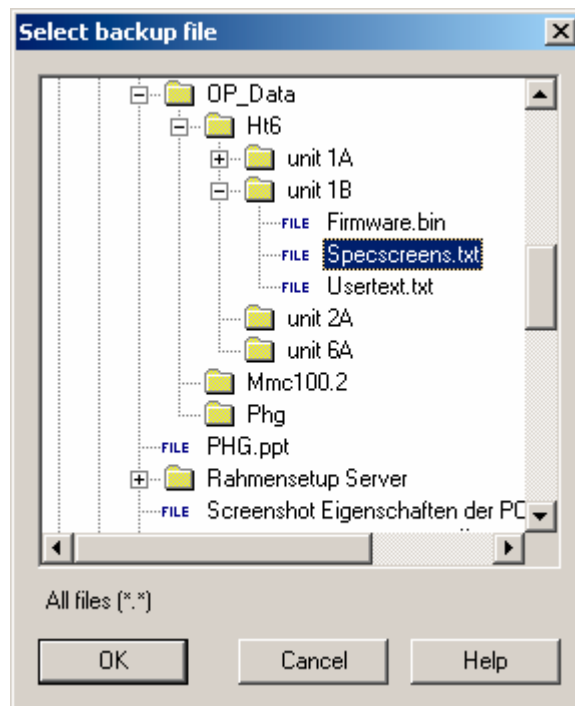 Select backup file
OP_Data
Ht6
unit 1A
unit 1B
FILE Firmware.bin
FILE Specscreens.txt
FILE Usertext.txt
unit 2A
unit 6A
Mmc100.2
Phg
FILE PHG.ppt
Rahmensetup Server
FILE Screenshot Eigenschaften der PC
All files (*.*)
OK Cancel Help